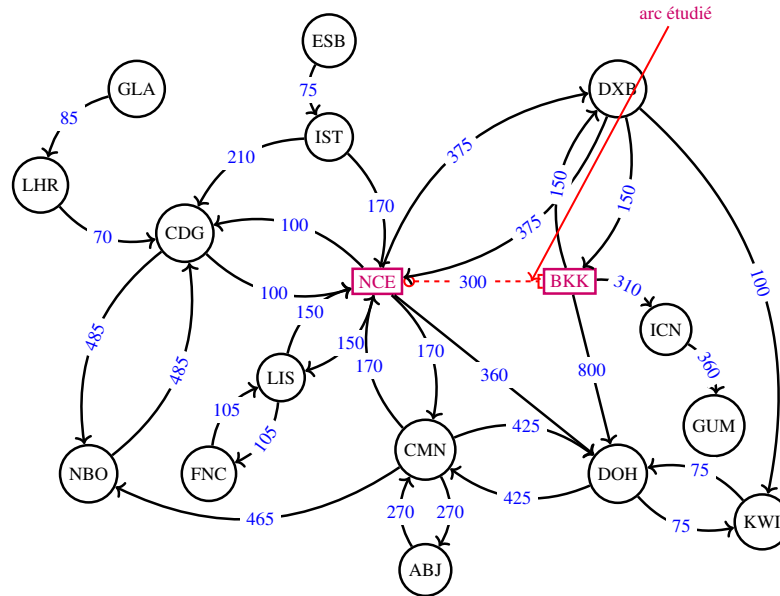 arc étudié
ESB
GLA
DXB
75
85
IST
375
210
150
150
LHR
170
375
70
CDG
100
100
NCE
300
BKK
310
100
150
ICN
485
485
150
170
170
360
360
800
LIS
105
105
425
GUM
NBO
FNC
CMN
DOH
75
425
270
270
465
75
KWI
ABJ